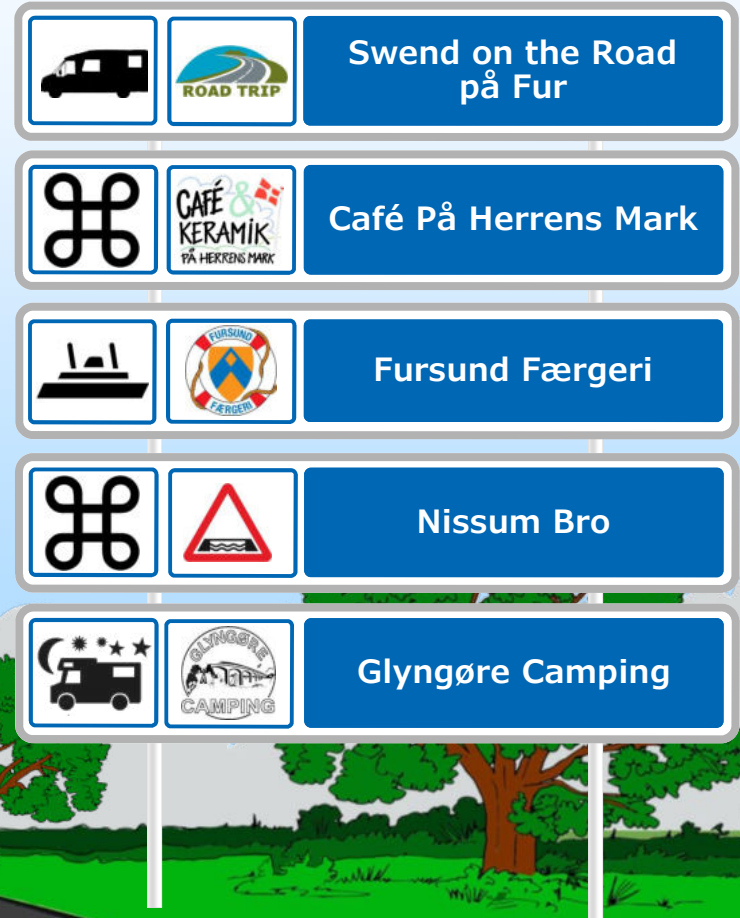 ROAD TRIP
Swend on the Road
på Fur
CAFÉ &
KERAMIK
PÅ HERRENS MARK
Café På Herrens Mark
FURSUND
FÆRGERI
Fursund Færgeri
Nissum Bro
GLYNGØRE
CAMPING
Glyngøre Camping